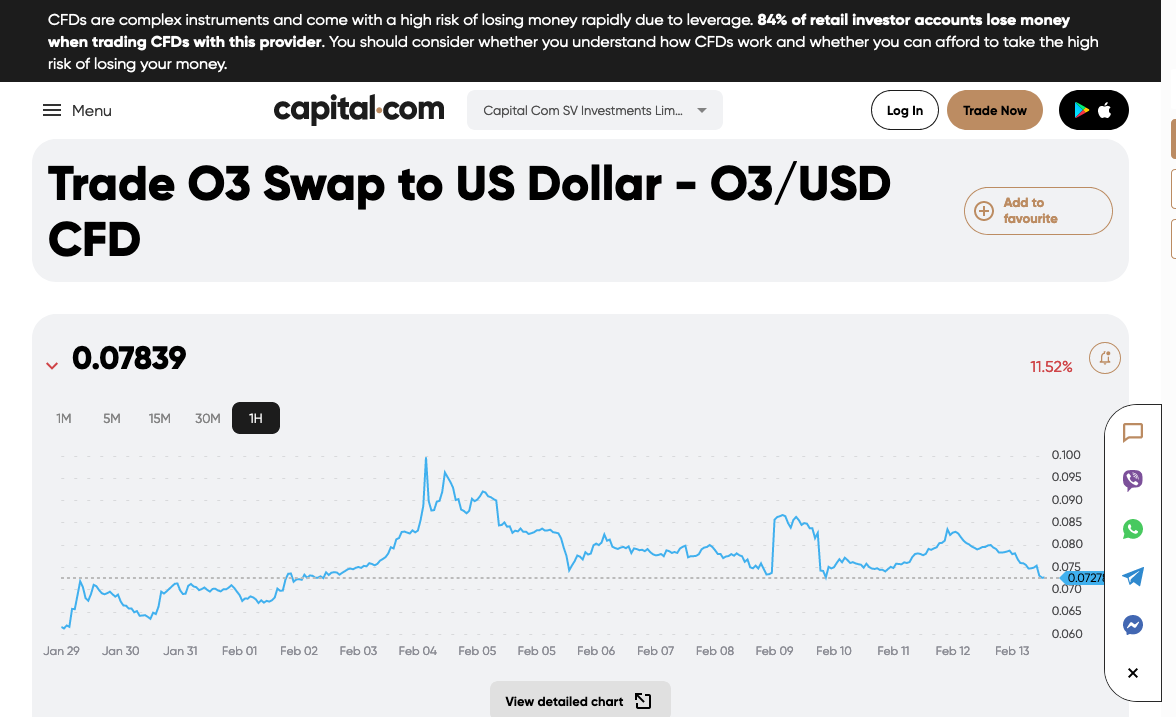 CFDs are complex instruments and come with a high risk of losing money rapidly due to leverage. 84% of retail investor accounts lose money
when trading CFDs with this provider. You should consider whether you understand how CFDs work and whether you can afford to take the high
risk of losing your money.
Menu
capital.com
Capital Com SV Investments Lim...
Log In
Trade Now
Trade O3 Swap to US Dollar - O3/USD
CFD
Add to
favourite
0.07839
11.52%
1M 5M 15M 30M 1H
0.100
0.095
0.090
0.085
0.080
0.075
0.07278
0.070
0.065
0.060
Jan 29 Jan 30 Jan 31 Feb 01 Feb 02 Feb 03 Feb 04 Feb 05 Feb 05 Feb 06 Feb 07 Feb 08 Feb 09 Feb 10 Feb 11 Feb 12 Feb 13
View detailed chart